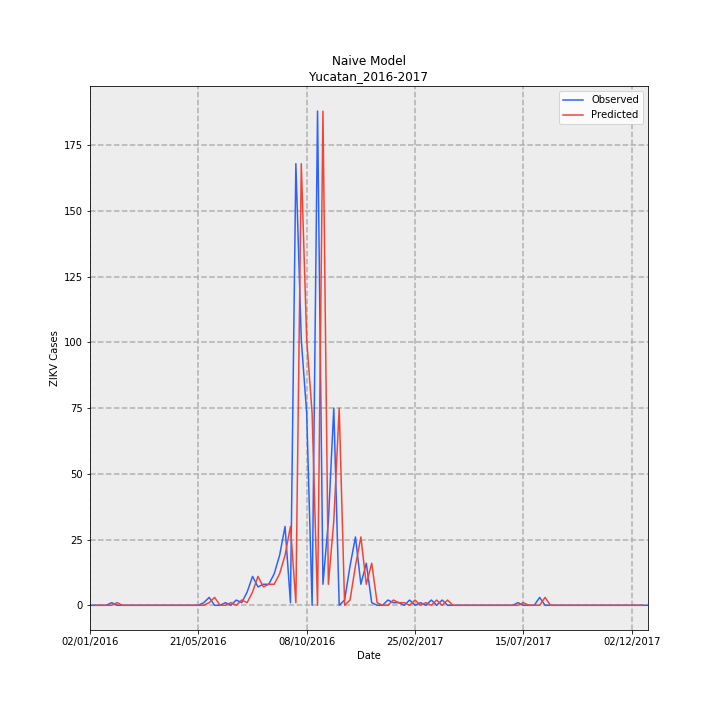 Naive Model
Yucatan_2016-2017
Observed
Predicted
175
150
125
100
75
50
25
0
ZIKV Cases
02/01/2016 21/05/2016 08/10/2016 25/02/2017 15/07/2017 02/12/2017
Date